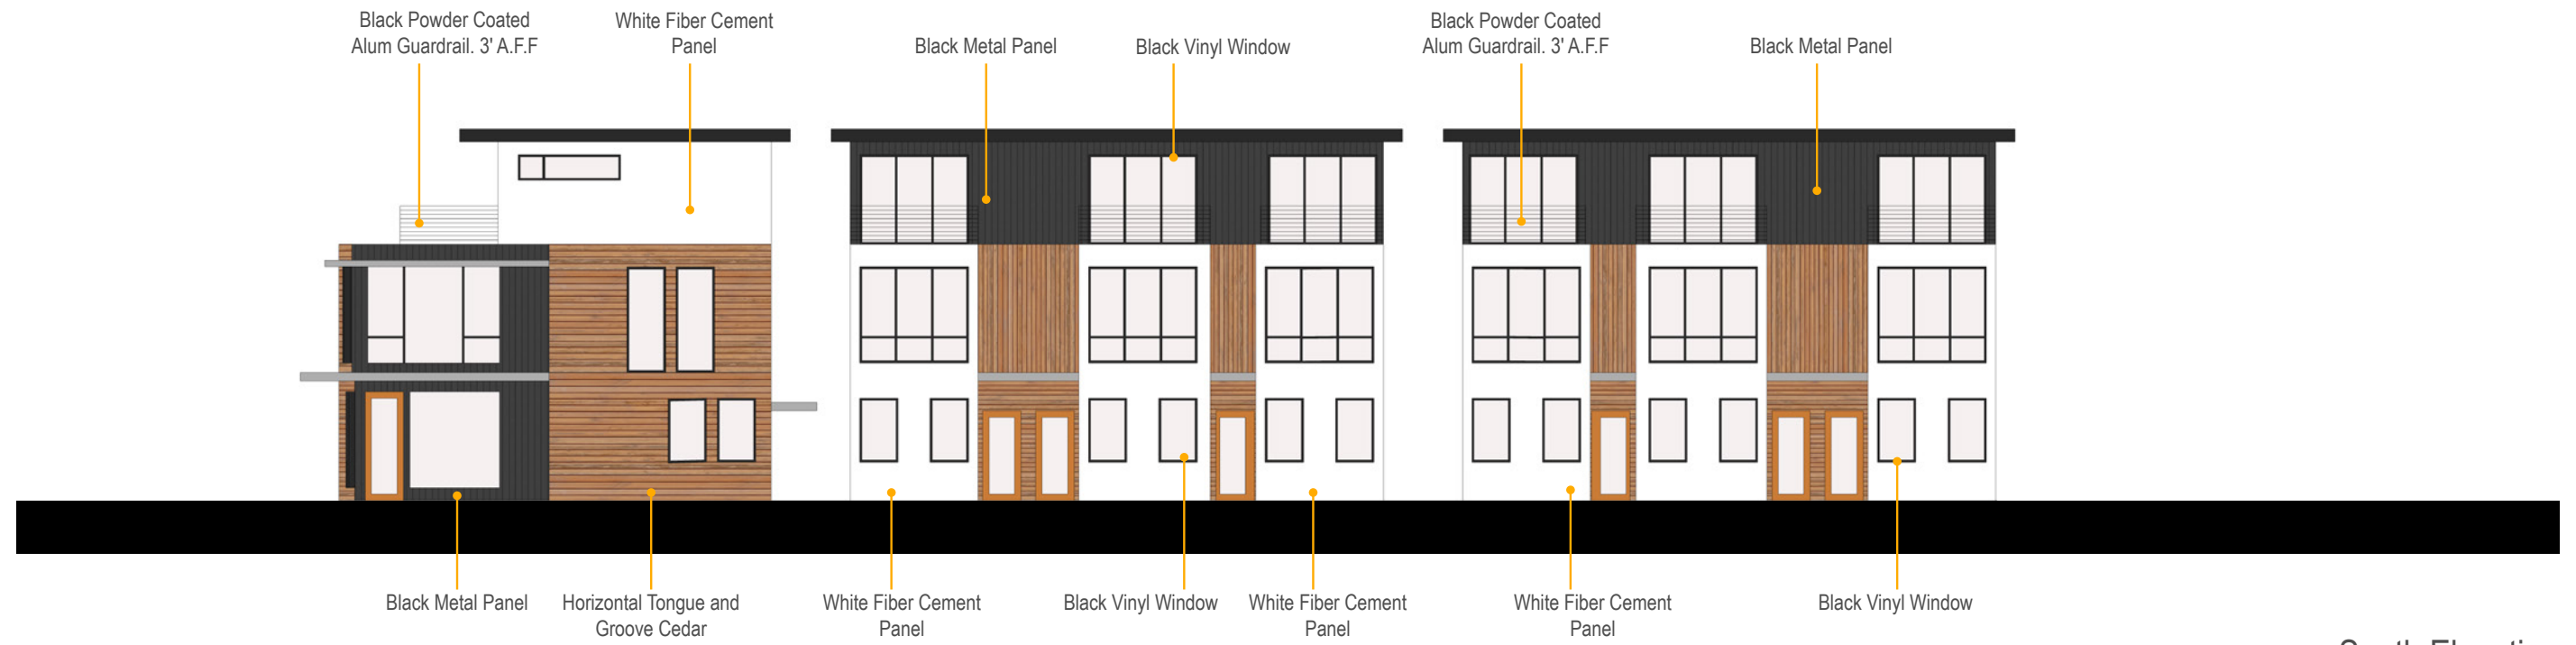 Black Powder Coated
Alum Guardrail. 3' A.F.F
White Fiber Cement
Panel
Black Metal Panel
Black Vinyl Window
Black Powder Coated
Alum Guardrail. 3' A.F.F
Black Metal Panel
Black Metal Panel
Horizontal Tongue and
Groove Cedar
White Fiber Cement
Panel
Black Vinyl Window
White Fiber Cement
Panel
White Fiber Cement
Panel
Black Vinyl Window